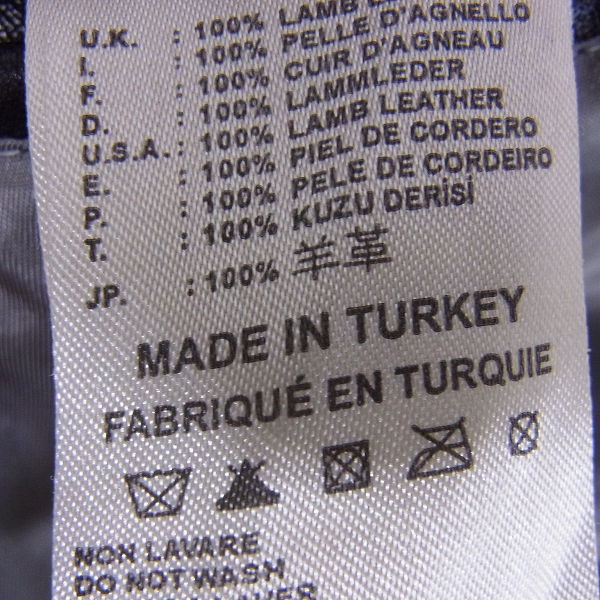 U.K. : 100% LAMB
I. : 100% PELLE D'AGNELLO
F. : 100% CUIR D'AGNEAU
D. : 100% LAMMLEDER
U.S.A. : 100% LAMB LEATHER
E. : 100% PIEL DE CORDERO
P. : 100% PELE DE CORDEIRO
T. : 100% KUZU DERİSİ
JP. : 100% 羊革
MADE IN TURKEY
FABRIQUÉ EN TURQUIE
NON LAVARE
DO NOT WASH